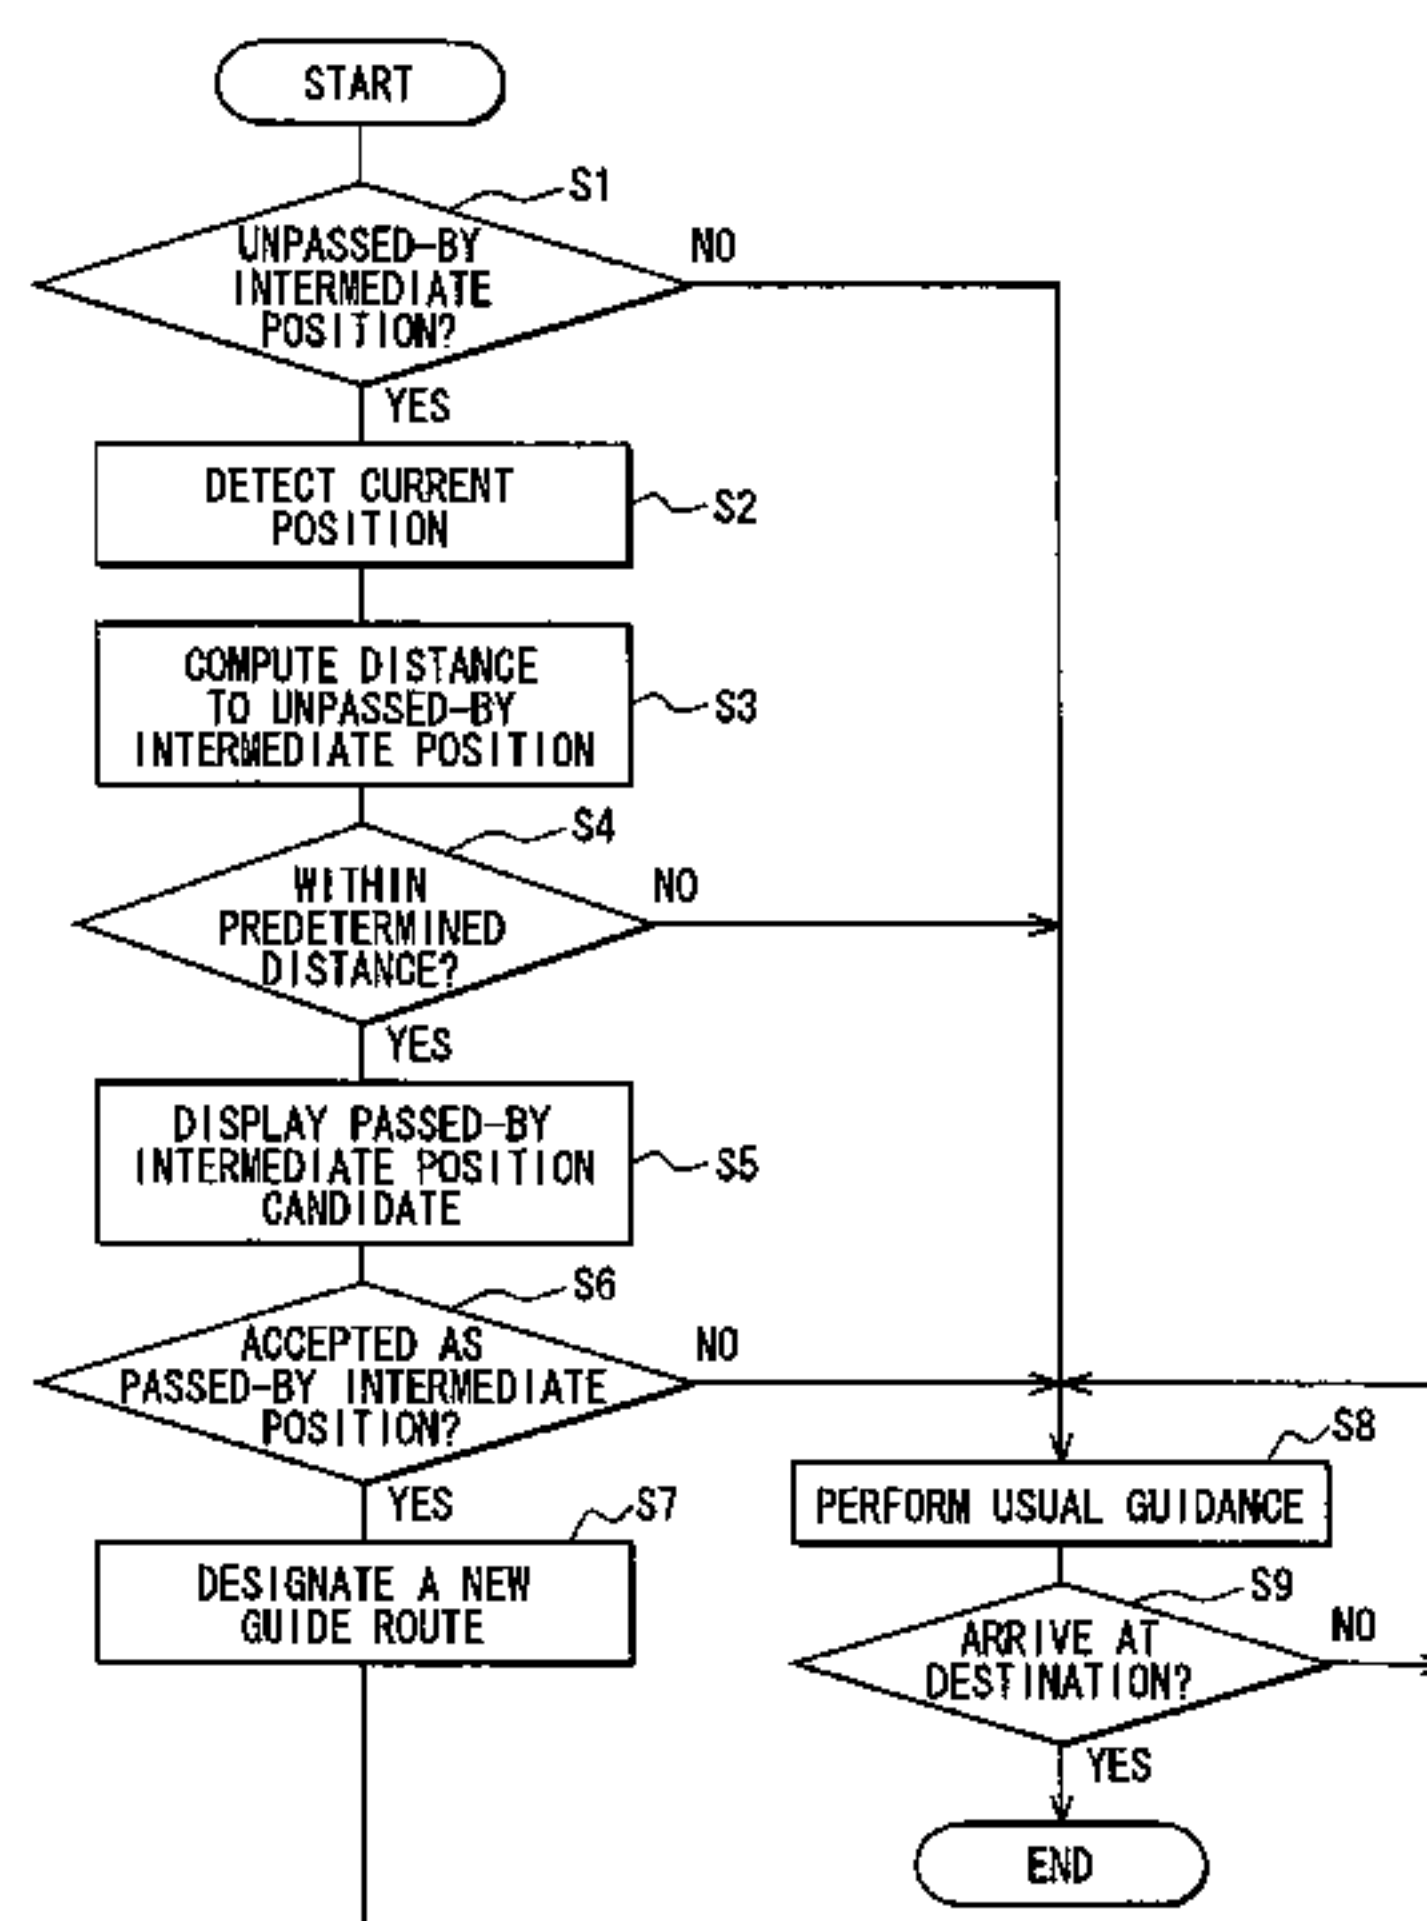 START
S1
UNPASSED-BY
INTERMEDIATE
POSITION?
NO
YES
DETECT CURRENT
POSITION
S2
COMPUTE DISTANCE
TO UNPASSED-BY
INTERMEDIATE POSITION
S3
S4
WITHIN
PREDETERMINED
DISTANCE?
NO
YES
DISPLAY PASSED-BY
INTERMEDIATE POSITION
CANDIDATE
S5
S6
ACCEPTED AS
PASSED-BY INTERMEDIATE
POSITION?
NO
YES
S7
DESIGNATE A NEW
GUIDE ROUTE
S8
PERFORM USUAL GUIDANCE
S9
ARRIVE AT
DESTINATION?
NO
YES
END